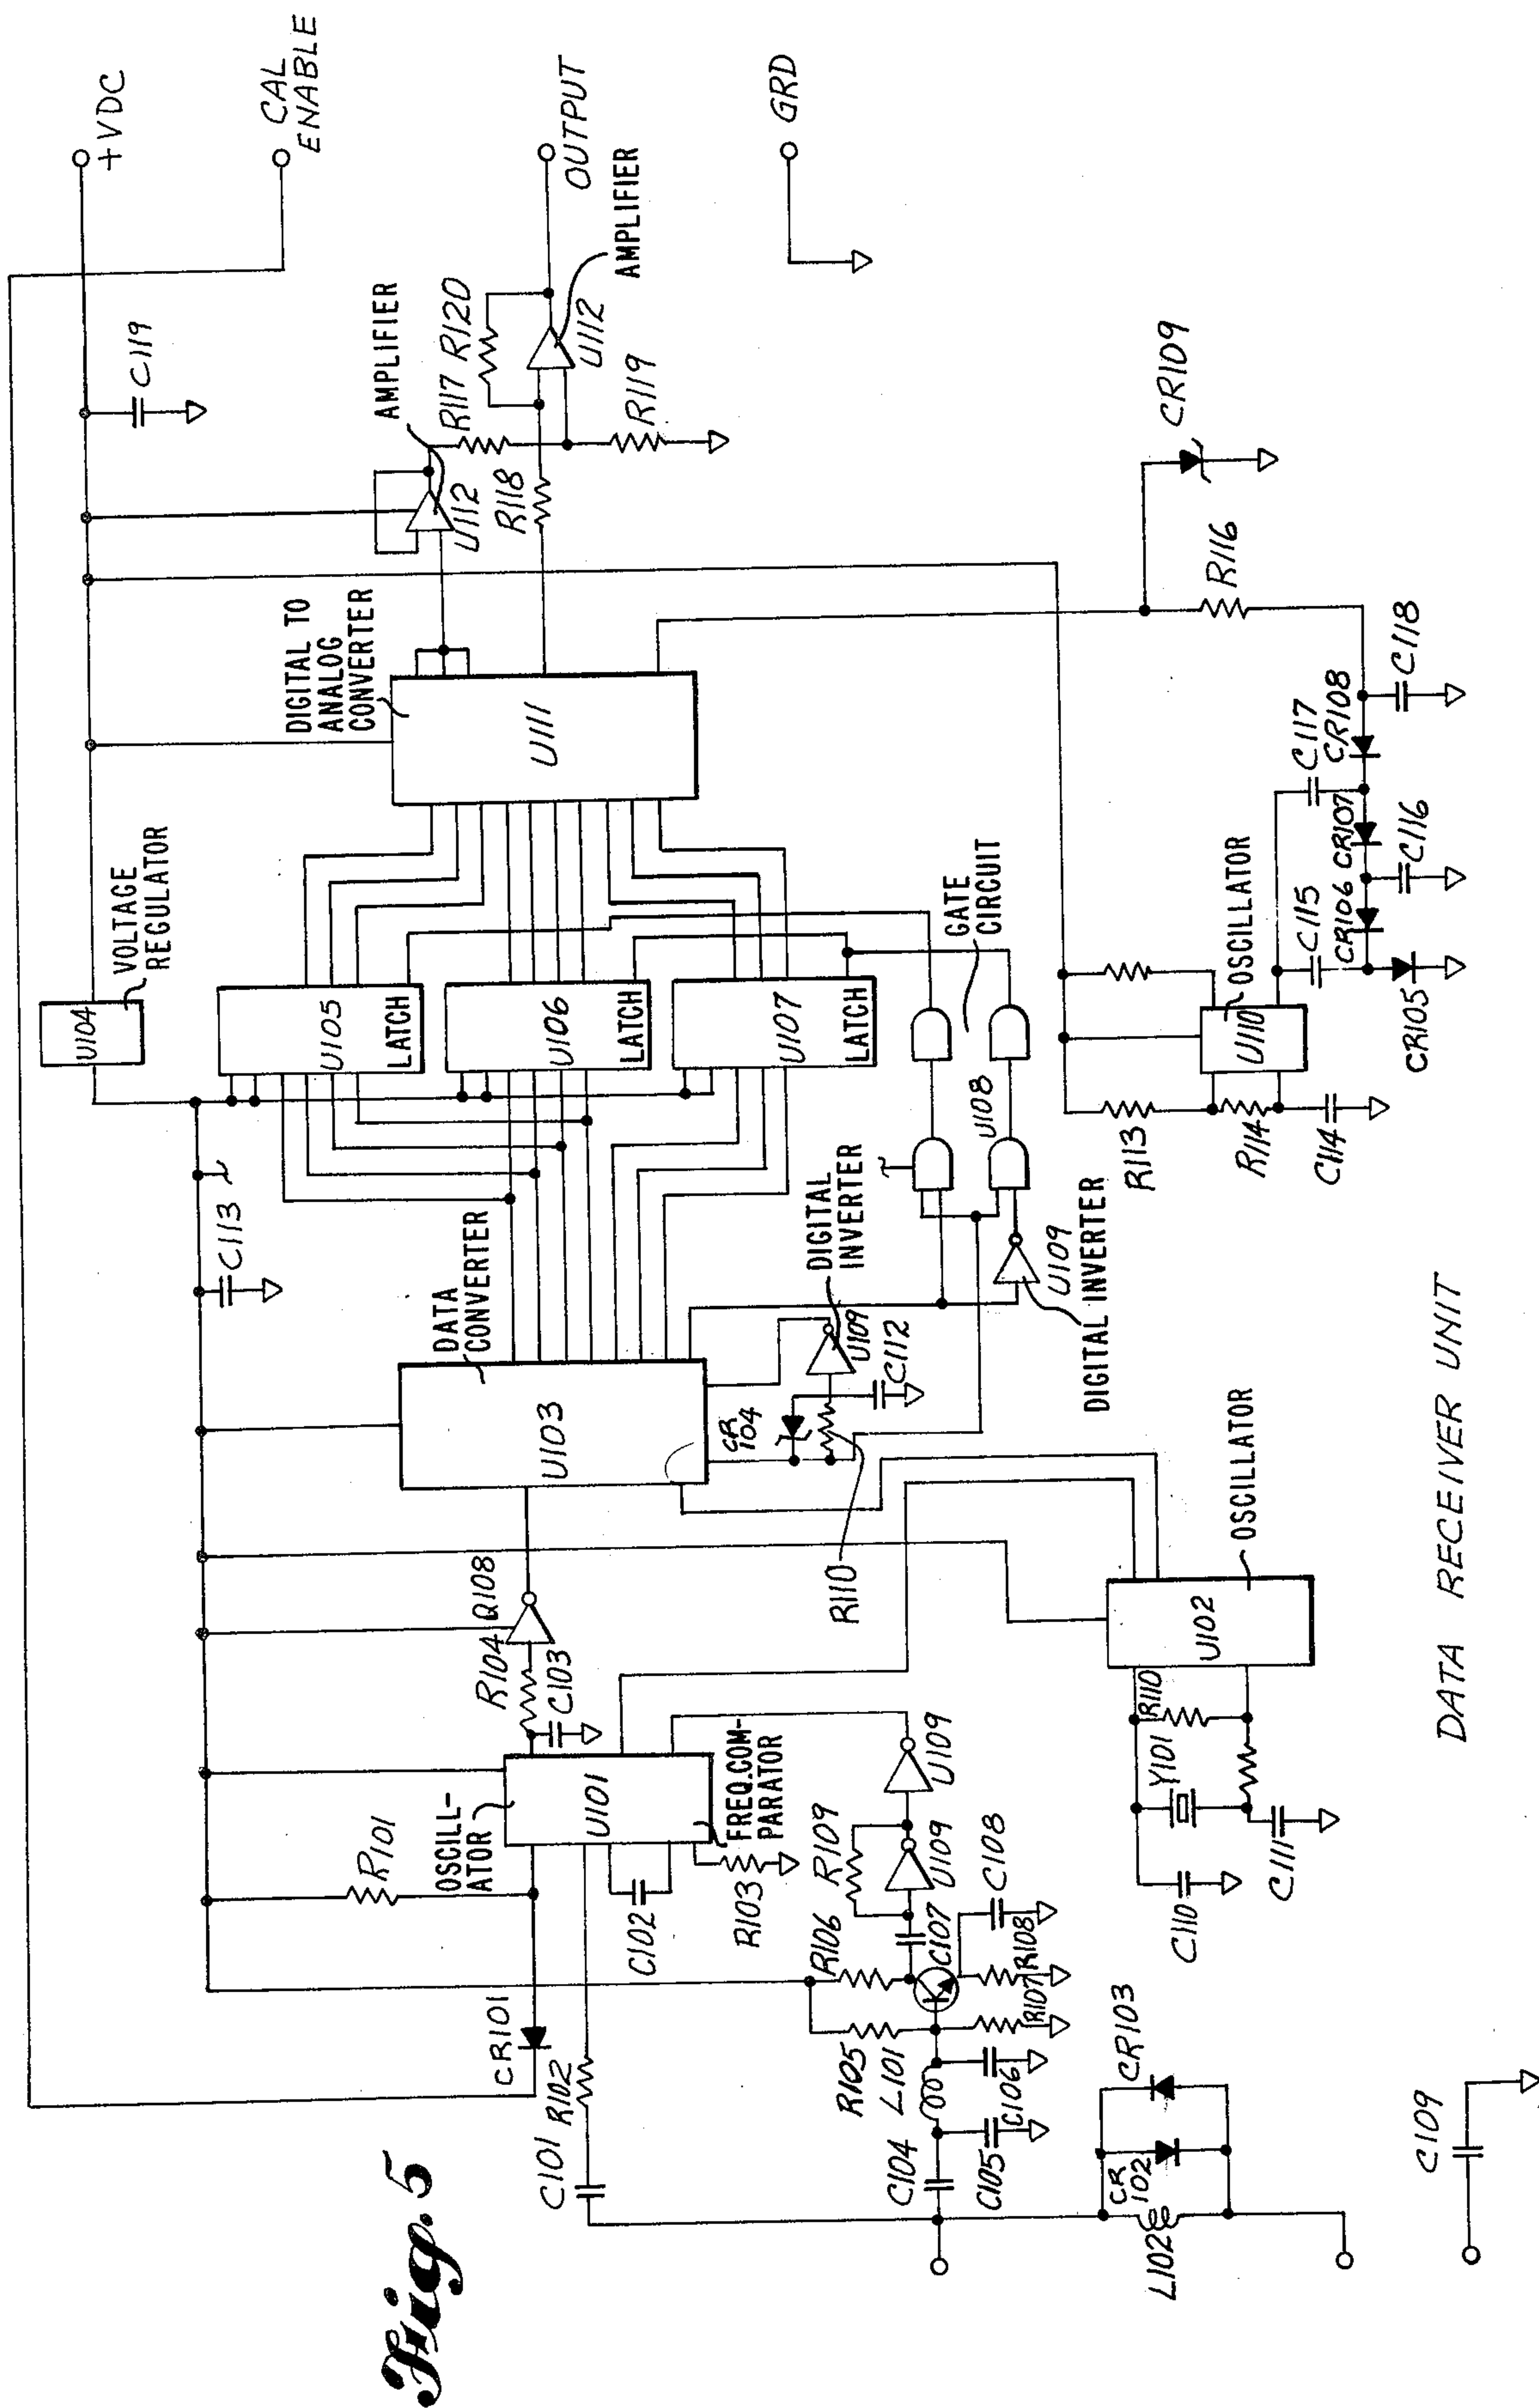 Fig. 5
+VDC
CAL
ENABLE
C119
VOLTAGE
REGULATOR
U104
C113
R101
CR101
OSCILL-
ATOR
U101
FREQ.COM-
PARATOR
R102
C101
C102
R103
R104
C103
Q108
DATA
CONVERTER
U103
U105
LATCH
U106
LATCH
U107
LATCH
DIGITAL TO
ANALOG
CONVERTER
U111
AMPLIFIER
U112
R117
R120
R118
U112
R119
OUTPUT
AMPLIFIER
GRD
CR
104
DIGITAL
INVERTER
U109
C112
R110
U108
GATE
CIRCUIT
U109
DIGITAL INVERTER
R106
R109
U109
U109
C107
C108
R105
L101
R107
R108
C104
C105
C106
OSCILLATOR
U102
R110
Y101
C110
C111
R113
R114
C114
U110
OSCILLATOR
C115
CR105
CR106
CR107
C116
C117
CR108
C118
R116
CR109
L102
CR
102
CR103
C109
DATA RECEIVER UNIT